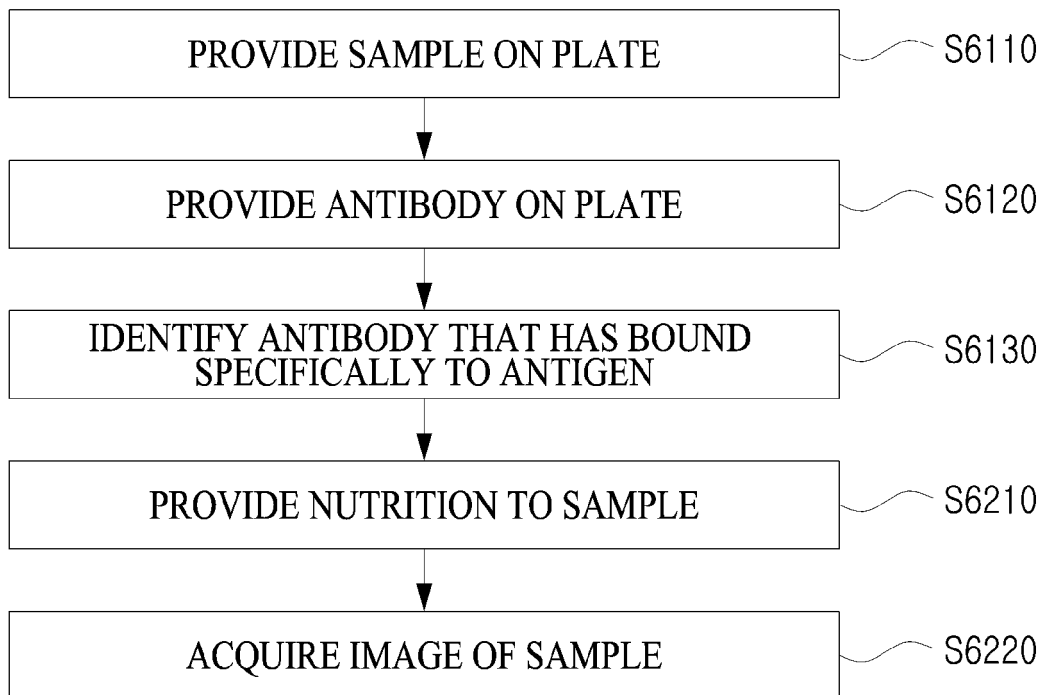 PROVIDE SAMPLE ON PLATE
S6110
PROVIDE ANTIBODY ON PLATE
S6120
IDENTIFY ANTIBODY THAT HAS BOUND
SPECIFICALLY TO ANTIGEN
S6130
PROVIDE NUTRITION TO SAMPLE
S6210
ACQUIRE IMAGE OF SAMPLE
S6220